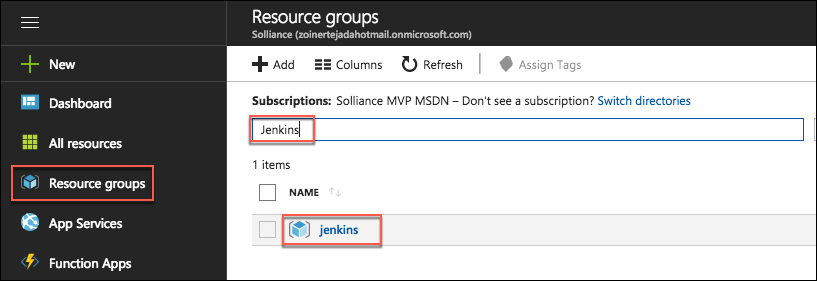 Resource groups
Solliance (zoinertejadahotmail.onmicrosoft.com)
New
Dashboard
All resources
Resource groups
App Services
Function Apps
Add Columns Refresh Assign Tags
Subscriptions: Solliance MVP MSDN – Don't see a subscription? Switch directories
Jenkins
1 items
NAME
jenkins